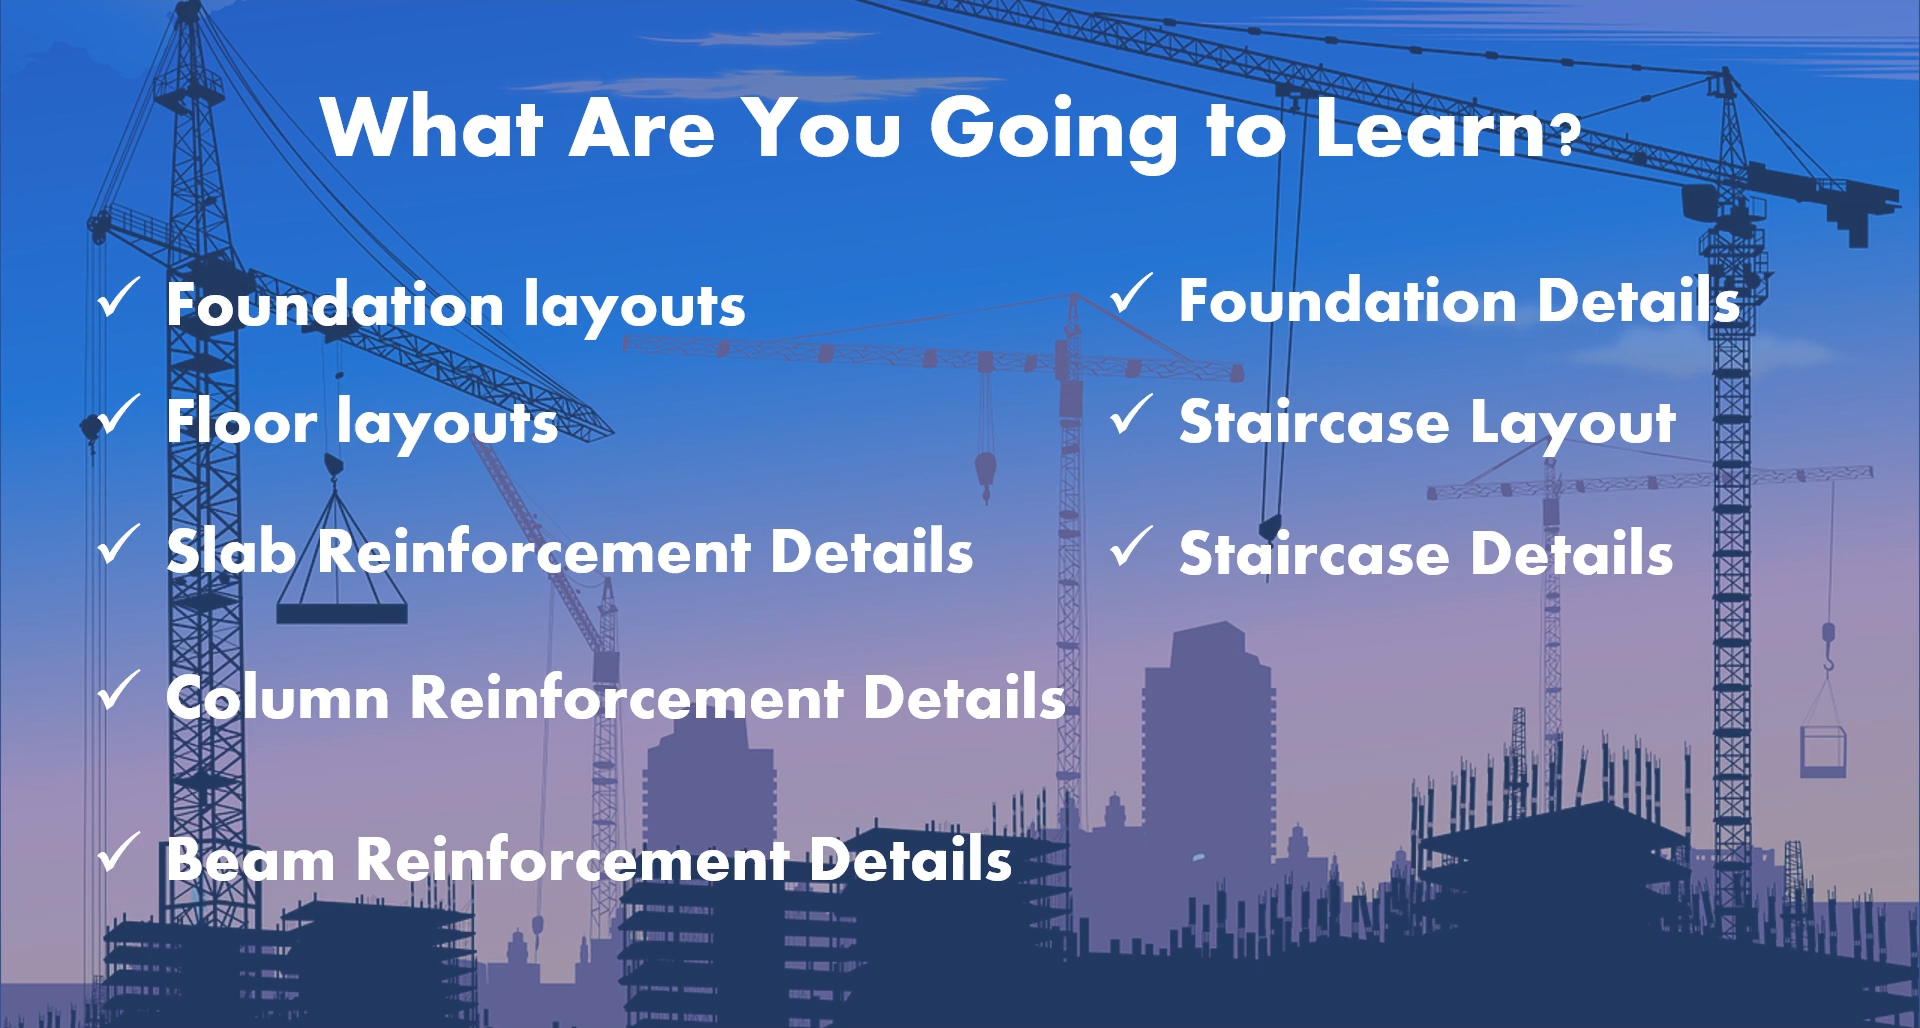 What Are You Going to Learn?
✓ Foundation layouts
✓ Floor layouts
✓ Slab Reinforcement Details
✓ Column Reinforcement Details
✓ Beam Reinforcement Details
✓ Foundation Details
✓ Staircase Layout
✓ Staircase Details